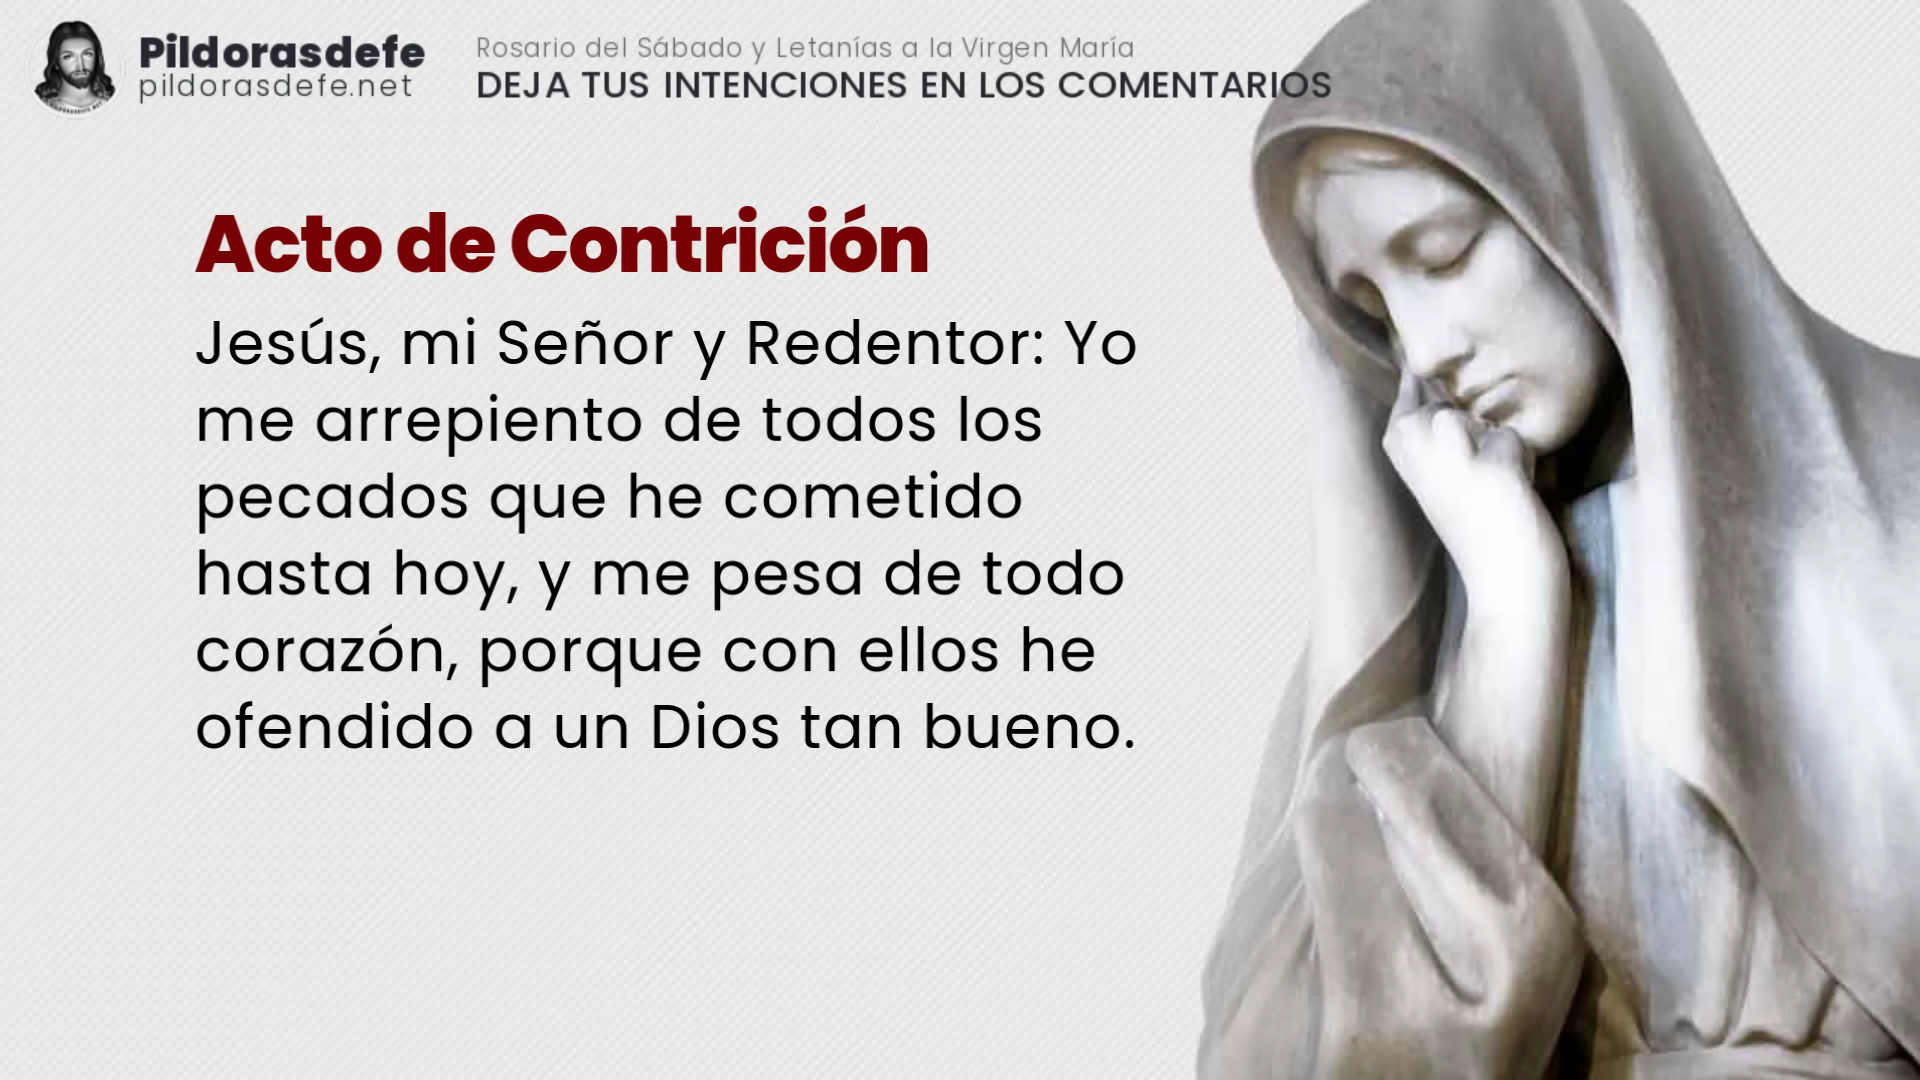 Pildorasdefe
pildorasdefe.net
Rosario del Sábado y Letanías a la Virgen María
DEJA TUS INTENCIONES EN LOS COMENTARIOS
Acto de Contrición
Jesús, mi Señor y Redentor: Yo
me arrepiento de todos los
pecados que he cometido
hasta hoy, y me pesa de todo
corazón, porque con ellos he
ofendido a un Dios tan bueno.